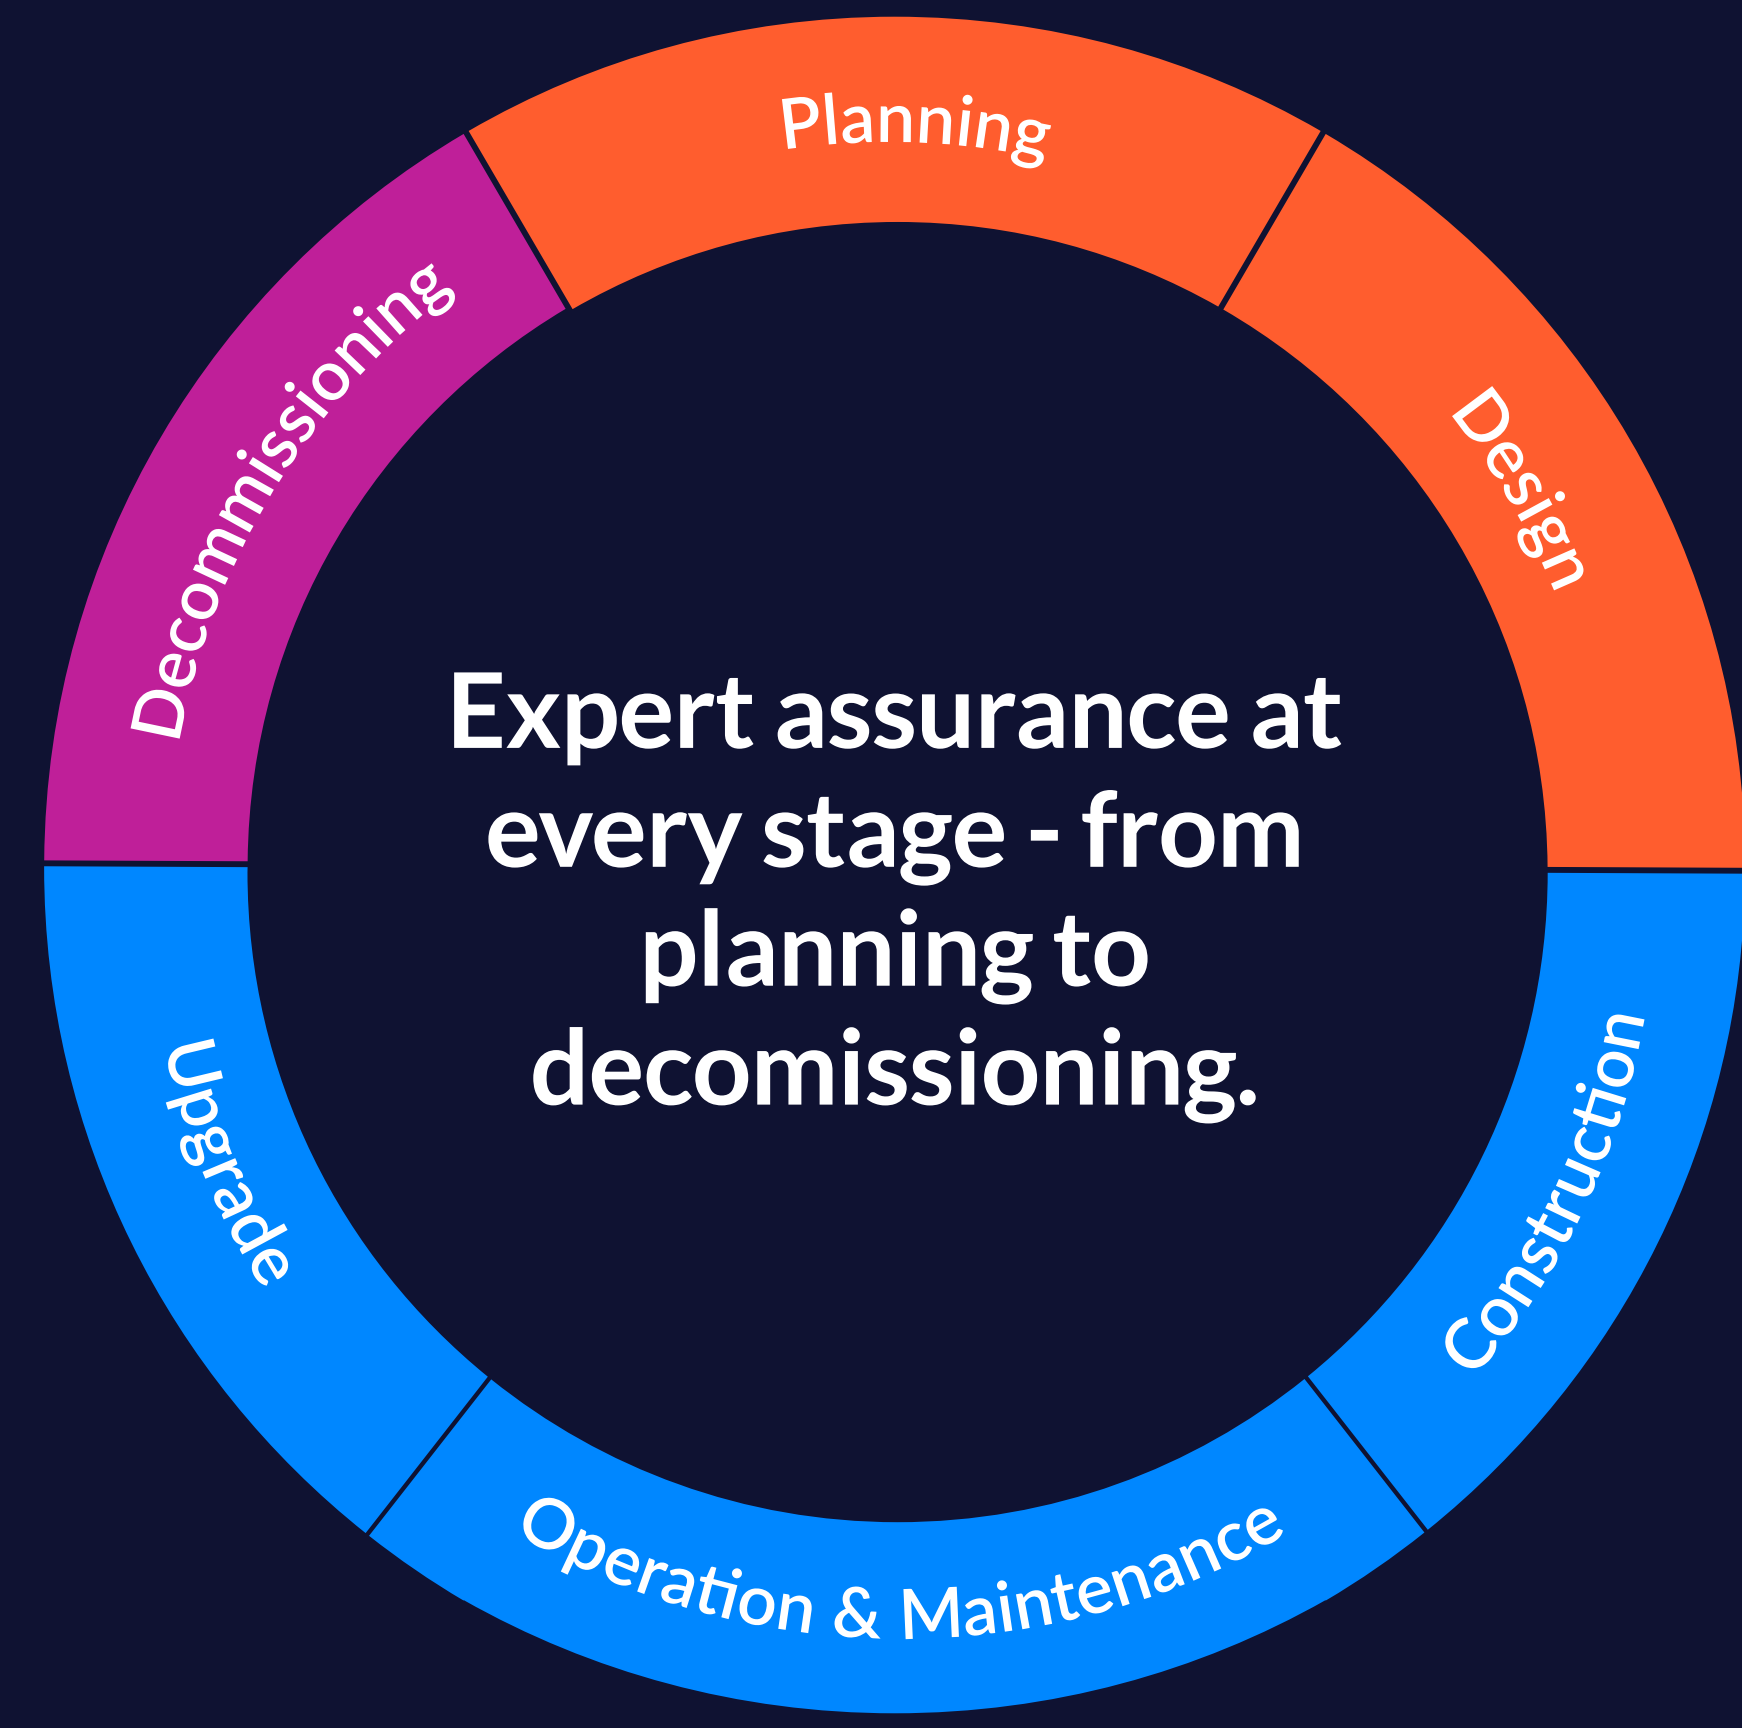 Planning
Design
Construction
Operation & Maintenance
Upgrade
Decommissioning
Expert assurance at
every stage - from
planning to
decomissioning.